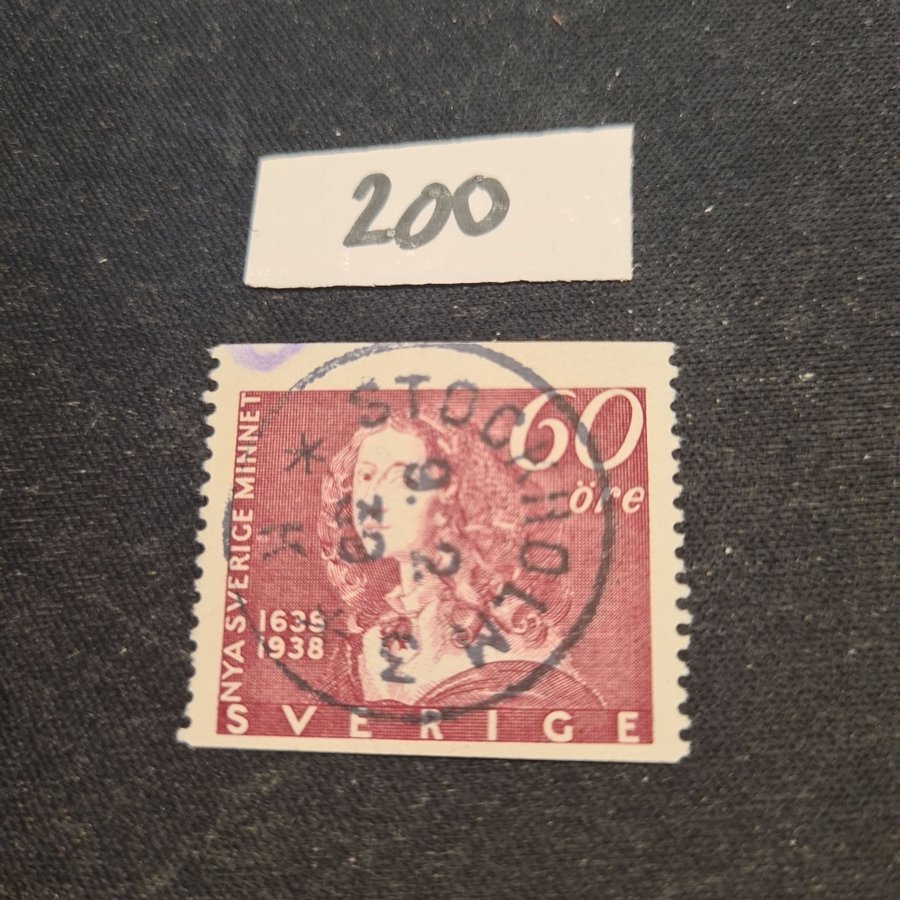 200
60
öre
NYA SVERIGE MINNET
1638
1938
SVERIGE
STOCKHOLM